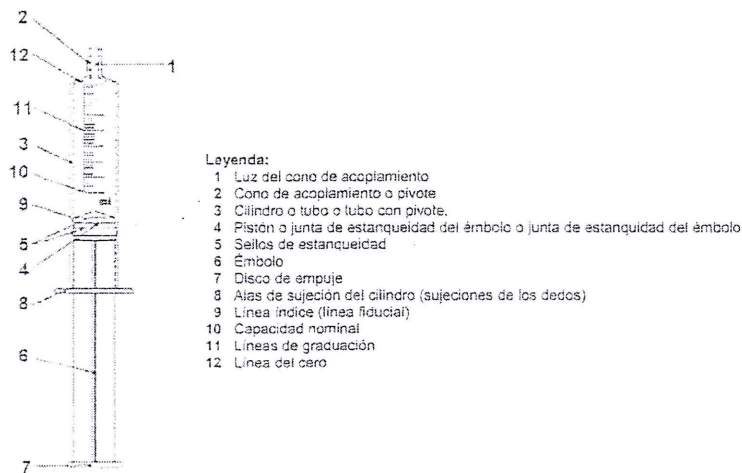 2
12
1
11
3
10
9
5
4
8
6
7
Leyenda:
1 Luz del cono de acoplamiento
2 Cono de acoplamiento o pivote
3 Cilindro o tubo o tubo con pivote.
4 Pistón o junta de estanqueidad del émbolo o junta de estanquidad del émbolo
5 Sellos de estanqueidad
6 Émbolo
7 Disco de empuje
8 Alas de sujeción del cilindro (sujeciones de los dedos)
9 Línea índice (línea fiducial)
10 Capacidad nominal
11 Líneas de graduación
12 Línea del cero